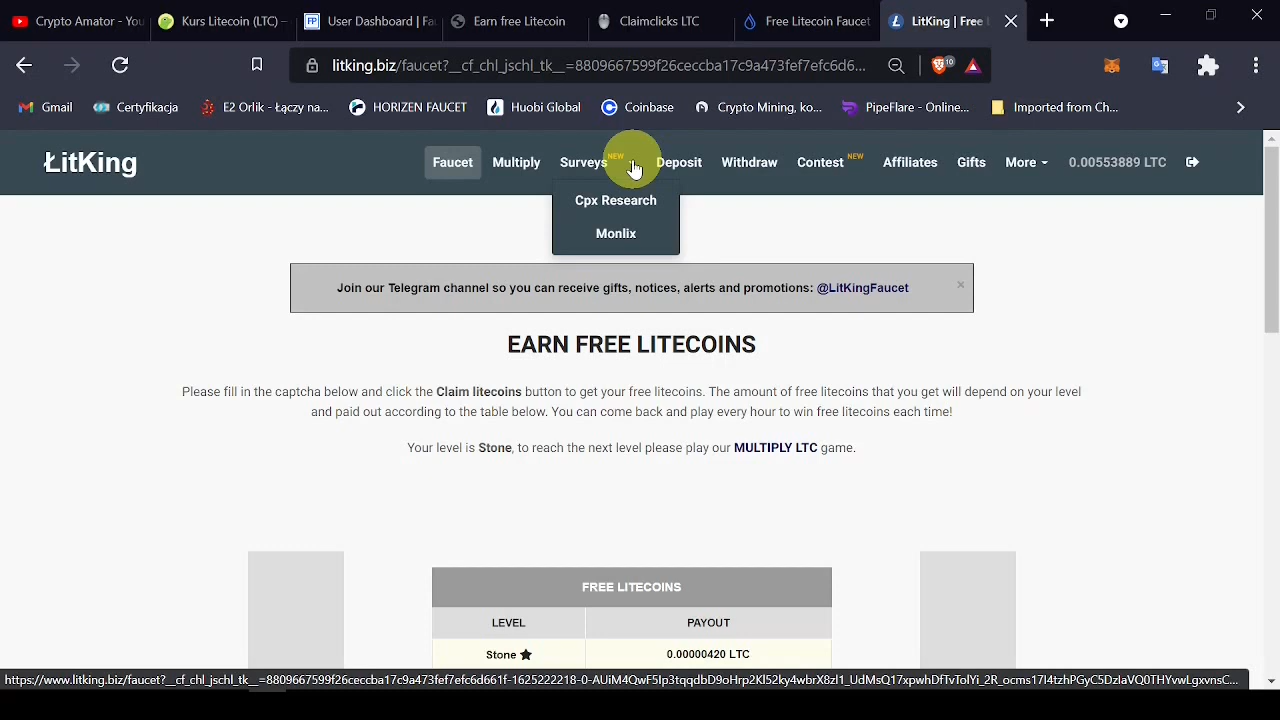 Crypto Amator - You
Kurs Litecoin (LTC) –
User Dashboard | Fau
Earn free Litecoin
Claimclicks LTC
Free Litecoin Faucet
LitKing | Free L
litking.biz/faucet?__cf_chl_jschl_tk__=8809667599f26ceccba17c9a473fef7efc6d6...
10
Gmail
Certyfikacja
E2 Orlik - Łączy na...
HORIZEN FAUCET
Huobi Global
Coinbase
Crypto Mining, ko...
PipeFlare - Online...
Imported from Ch...
ŁitKing
Faucet
Multiply
Surveys NEW
Deposit
Withdraw
Contest NEW
Affiliates
Gifts
More
0.00553889 LTC
Cpx Research
Monlix
Join our Telegram channel so you can receive gifts, notices, alerts and promotions: @LitKingFaucet
×
EARN FREE LITECOINS
Please fill in the captcha below and click the Claim litecoins button to get your free litecoins. The amount of free litecoins that you get will depend on your level
and paid out according to the table below. You can come back and play every hour to win free litecoins each time!
Your level is Stone, to reach the next level please play our MULTIPLY LTC game.
FREE LITECOINS
LEVEL
PAYOUT
Stone ★
0.00000420 LTC